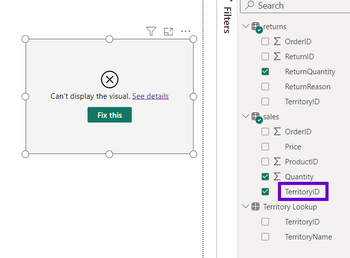 Can't display the visual. See details
Fix this
Filters
Search
returns
Σ OrderID
Σ ReturnID
ReturnQuantity
ReturnReason
TerritoryID
sales
Σ OrderID
Price
Σ ProductID
Σ Quantity
TerritoryID
Territory Lookup
TerritoryID
TerritoryName